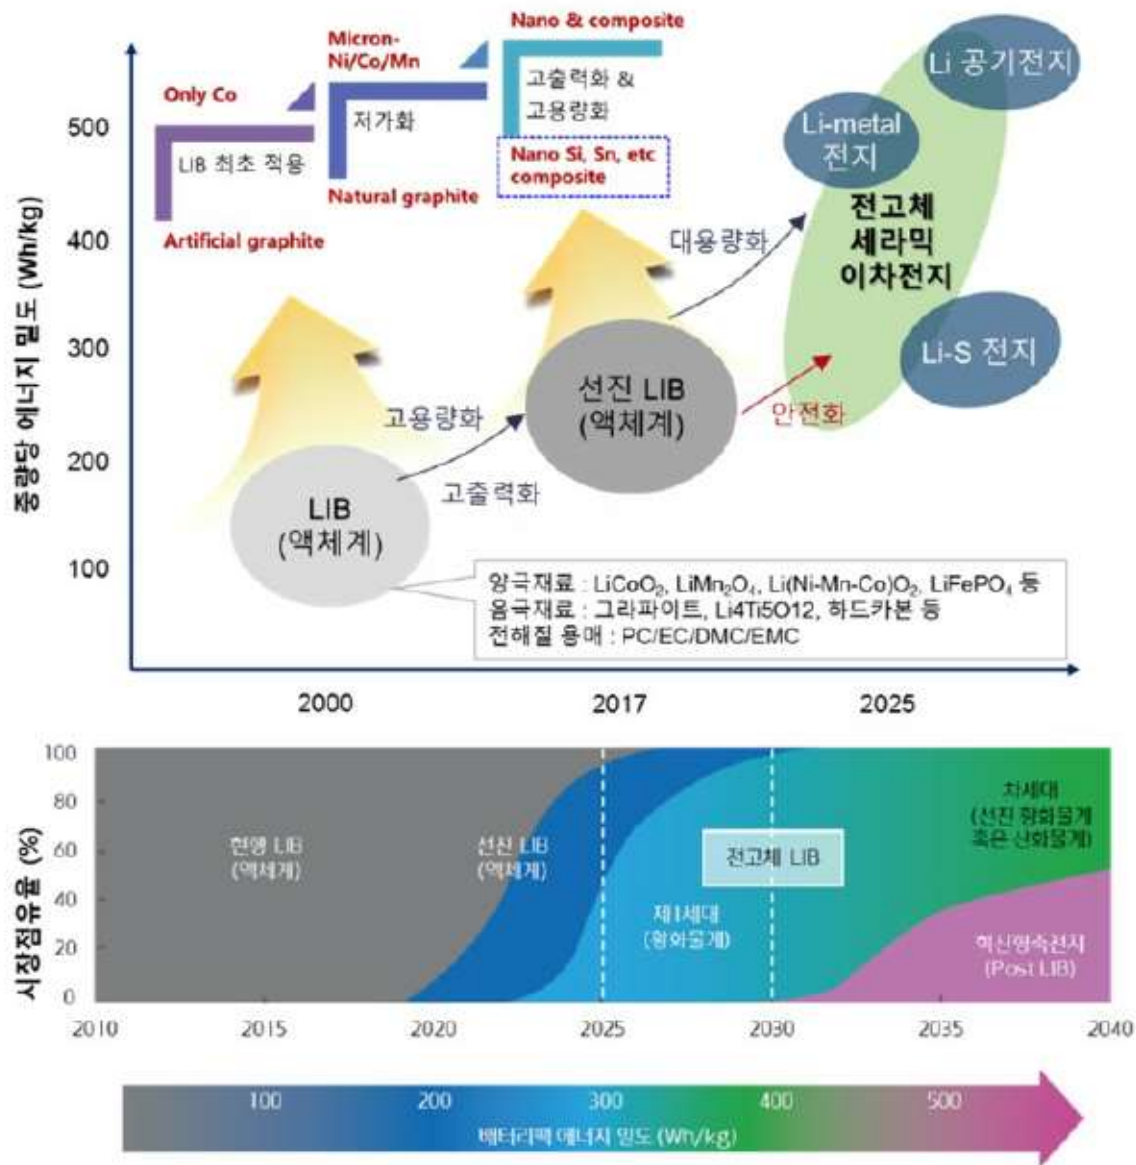 중량당 에너지 밀도 (Wh/kg)
500
400
300
200
100
Only Co
LIB 최초 적용
Artificial graphite
Micron-
Ni/Co/Mn
저가화
Natural graphite
Nano & composite
고출력화 &
고용량화
Nano Si, Sn, etc
composite
Li 공기전지
Li-metal
전지
전고체
세라믹
이차전지
Li-S 전지
대용량화
안전화
선진 LIB
(액체계)
고용량화
고출력화
LIB
(액체계)
양극재료 : LiCoO₂, LiMn₂O₄, Li(Ni-Mn-Co)O₂, LiFePO₄ 등
음극재료 : 그라파이트, Li4Ti5O12, 하드카본 등
전해질 용매 : PC/EC/DMC/EMC
2000
2017
2025
시장점유율 (%)
100
80
60
40
20
0
현행 LIB
(액체계)
선진 LIB
(액체계)
전고체 LIB
제1세대
(황화물계)
차세대
(선진 황화물계
혹은 산화물계)
혁신형축전지
(Post LIB)
2010
2015
2020
2025
2030
2035
2040
100
200
300
400
500
배터리팩 에너지 밀도 (Wh/kg)